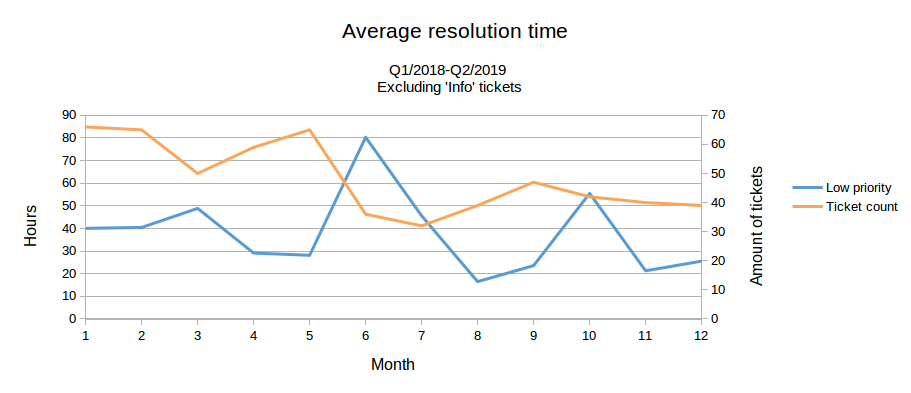 Average resolution time
Q1/2018-Q2/2019
Excluding 'Info' tickets
Hours
90
80
70
60
50
40
30
20
10
0
70
60
50
40
30
20
10
0
Amount of tickets
1 2 3 4 5 6 7 8 9 10 11 12
Month
Low priority
Ticket count